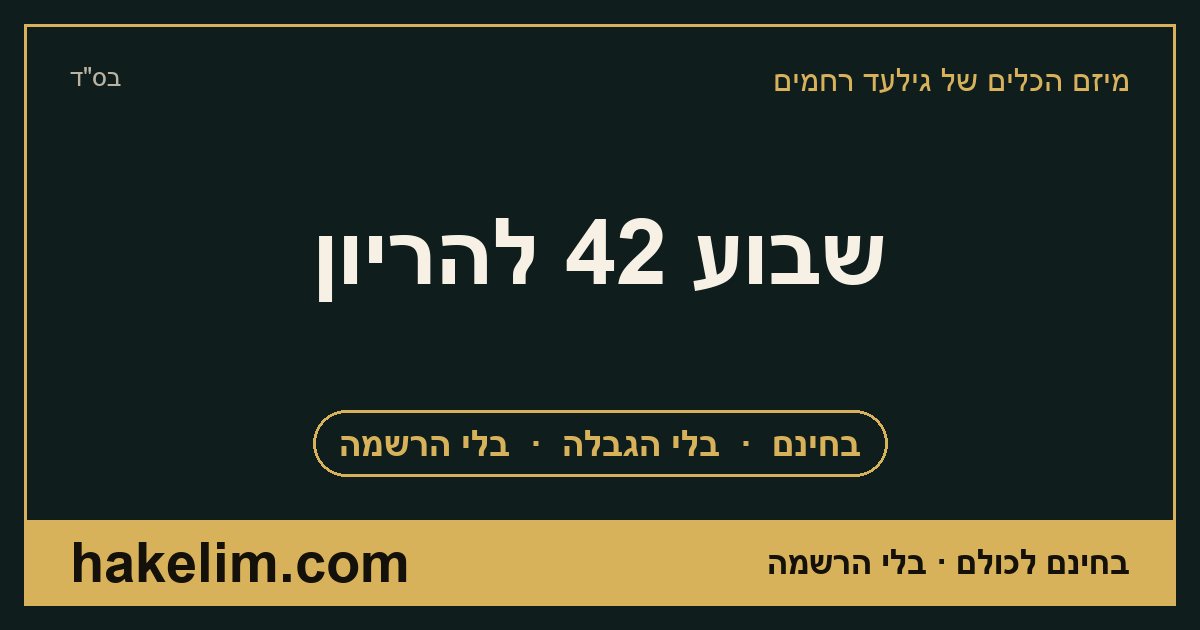 מיזם הכלים של גילעד רחמים
בס"ד
שבוע 42 להריון
בחינם · בלי הגבלה · בלי הרשמה
בחינם לכולם · בלי הרשמה
hakelim.com